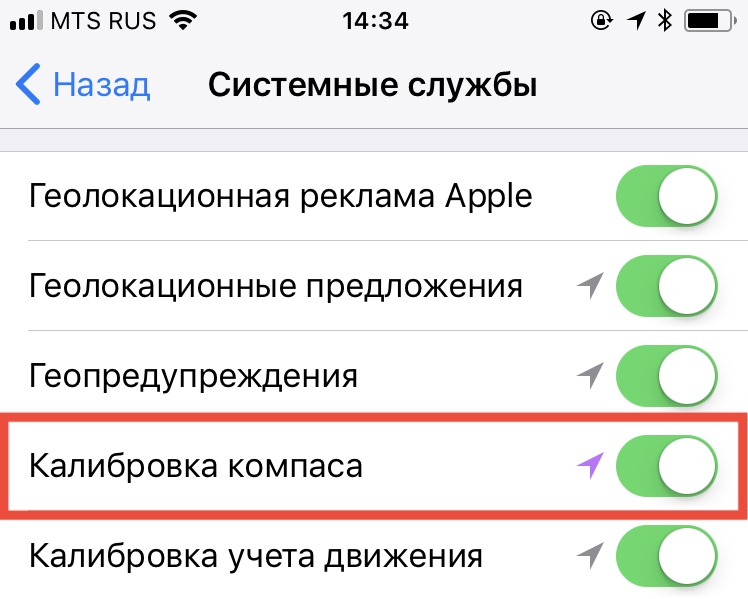 MTS RUS 14:34
Назад Системные службы
Геолокационная реклама Apple
Геолокационные предложения
Геопредупреждения
Калибровка компаса
Калибровка учета движения